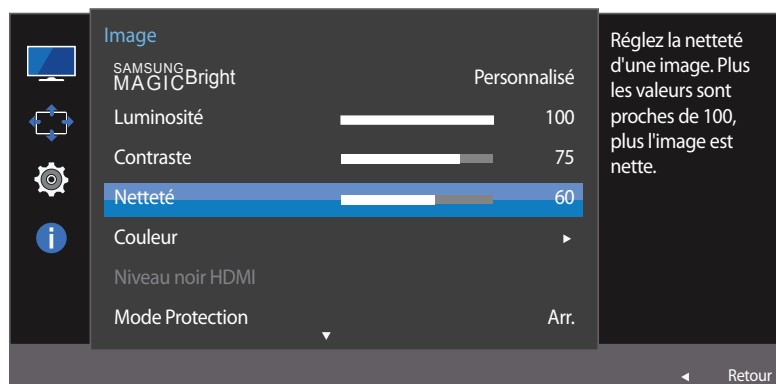 Image
SAMSUNG
MAGICBright Personnalisé
Luminosité 100
Contraste 75
Netteté 60
Couleur
Niveau noir HDMI
Mode Protection Arr.
Réglez la netteté
d'une image. Plus
les valeurs sont
proches de 100,
plus l'image est
nette.
Retour